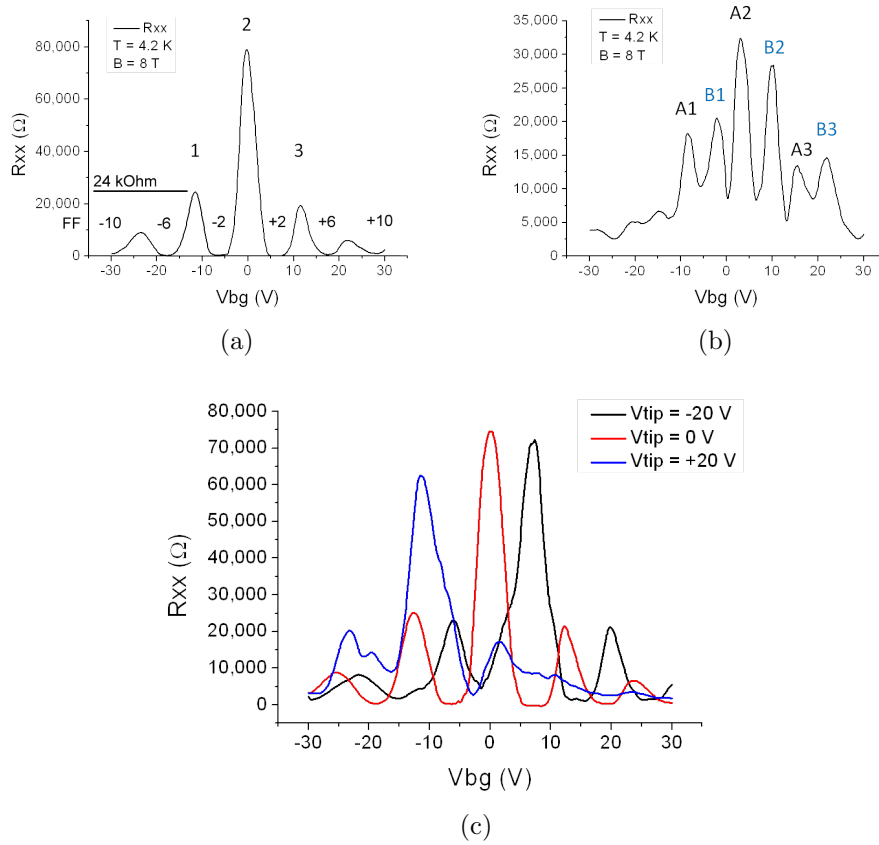 Rxx
T = 4.2 K
B = 8 T
2
1
3
24 kOhm
FF -10 -6 -2 +2 +6 +10
Rxx (Ω)
80,000
60,000
40,000
20,000
0
-30 -20 -10 0 10 20 30
Vbg (V)
(a)
Rxx
T = 4.2 K
B = 8 T
A2
B2
B1
A1
B3
A3
Rxx (Ω)
35,000
30,000
25,000
20,000
15,000
10,000
5,000
0
-30 -20 -10 0 10 20 30
Vbg (V)
(b)
Vtip = -20 V
Vtip = 0 V
Vtip = +20 V
Rxx (Ω)
80,000
70,000
60,000
50,000
40,000
30,000
20,000
10,000
0
-30 -20 -10 0 10 20 30
Vbg (V)
(c)